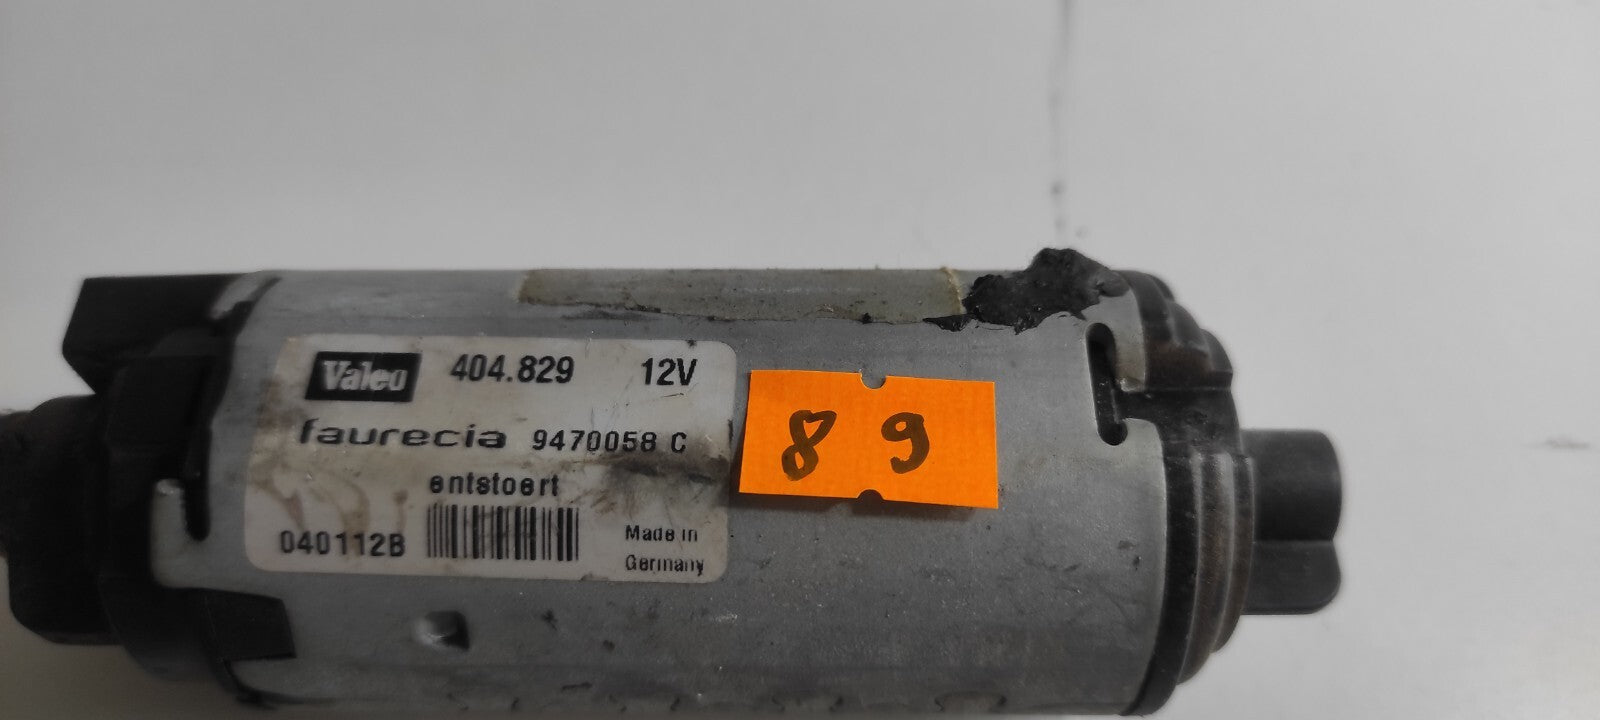 Valeo 404.829 12V
faurecia 9470058 C
entstoert
040112B
Made in
Germany
89